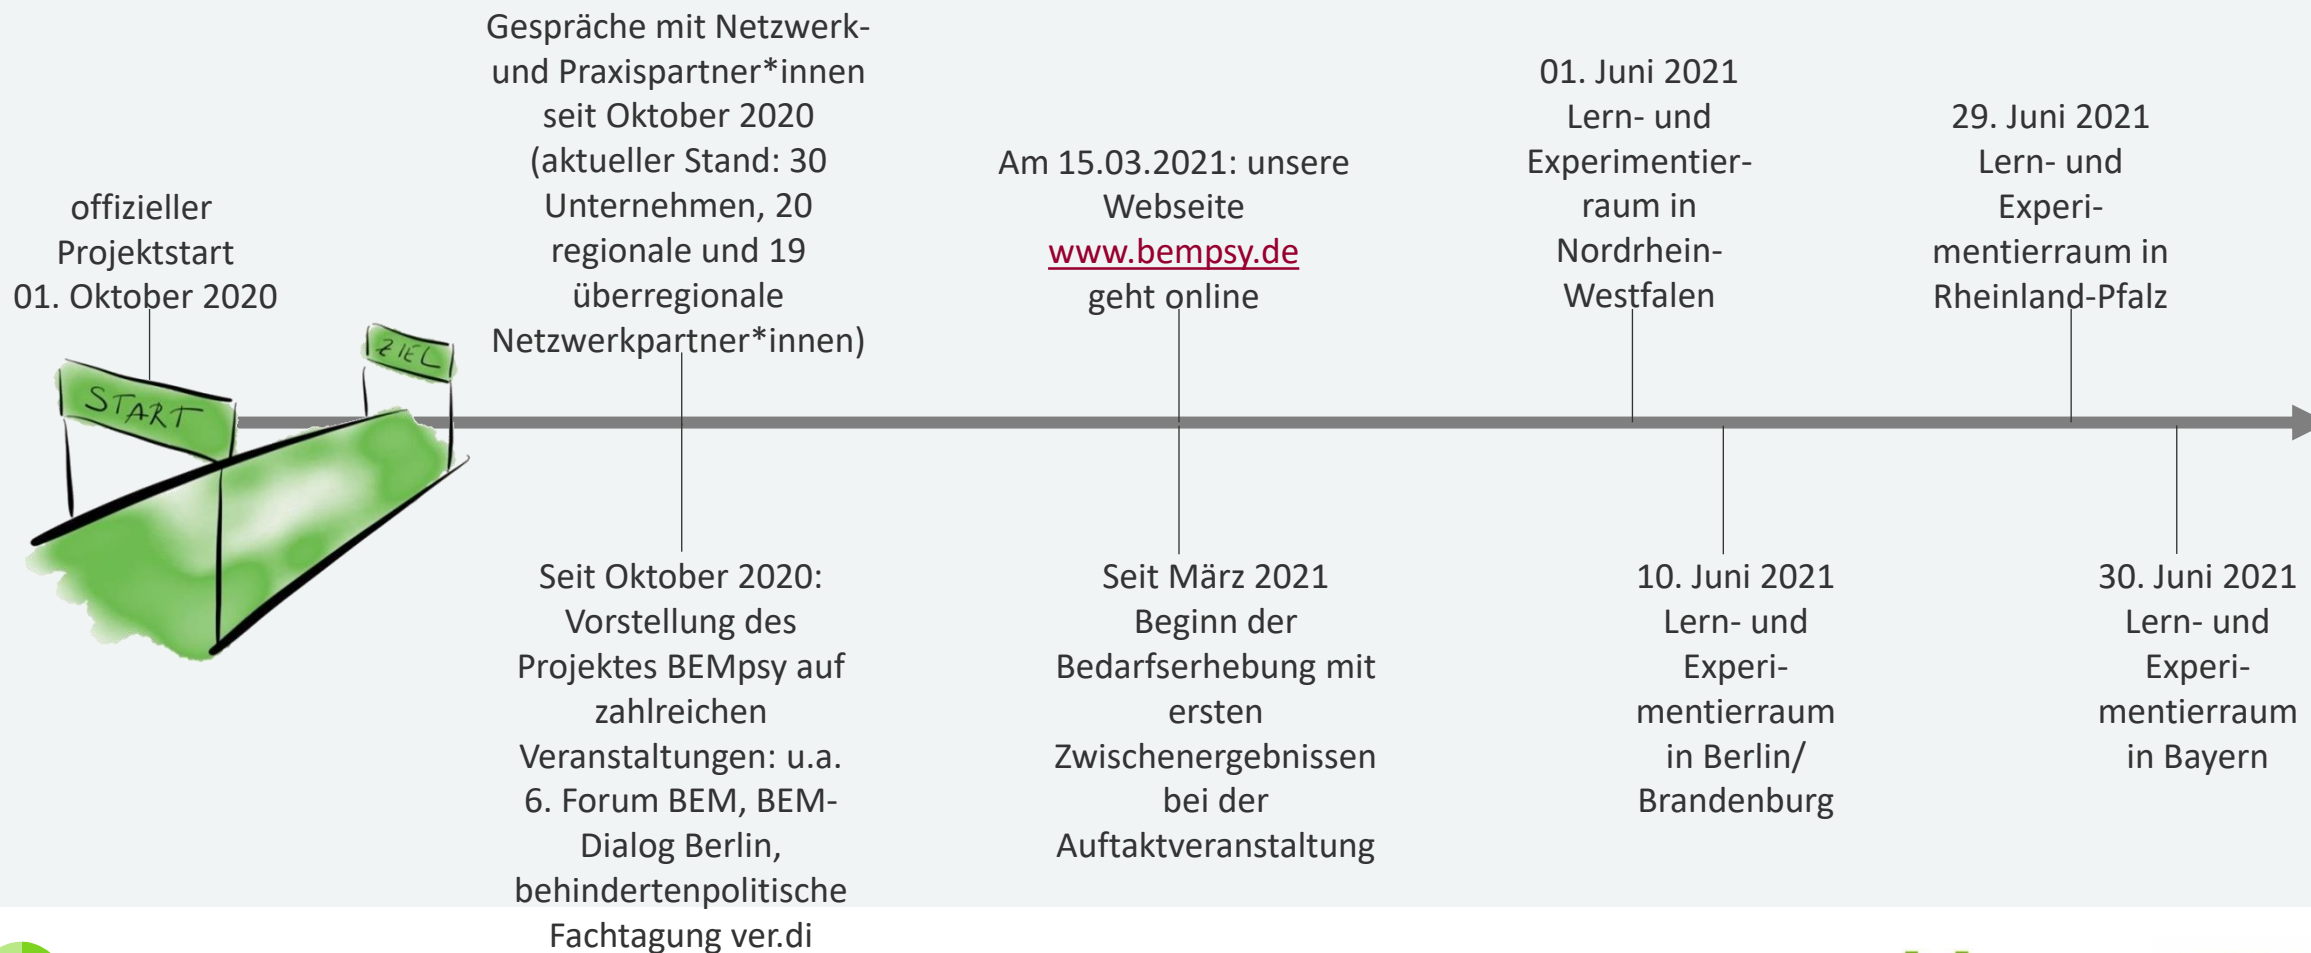 offizieller
Projektstart
01. Oktober 2020
START
ZIEL
Gespräche mit Netzwerk-
und Praxispartner*innen
seit Oktober 2020
(aktueller Stand: 30
Unternehmen, 20
regionale und 19
überregionale
Netzwerkpartner*innen)
Seit Oktober 2020:
Vorstellung des
Projektes BEMpsy auf
zahlreichen
Veranstaltungen: u.a.
6. Forum BEM, BEM-
Dialog Berlin,
behindertenpolitische
Fachtagung ver.di
Am 15.03.2021: unsere
Webseite
www.bempsy.de
geht online
Seit März 2021
Beginn der
Bedarfserhebung mit
ersten
Zwischenergebnissen
bei der
Auftaktveranstaltung
01. Juni 2021
Lern- und
Experimentier-
raum in
Nordrhein-
Westfalen
10. Juni 2021
Lern- und
Experi-
mentierraum
in Berlin/
Brandenburg
29. Juni 2021
Lern- und
Experi-
mentierraum in
Rheinland-Pfalz
30. Juni 2021
Lern- und
Experi-
mentierraum
in Bayern